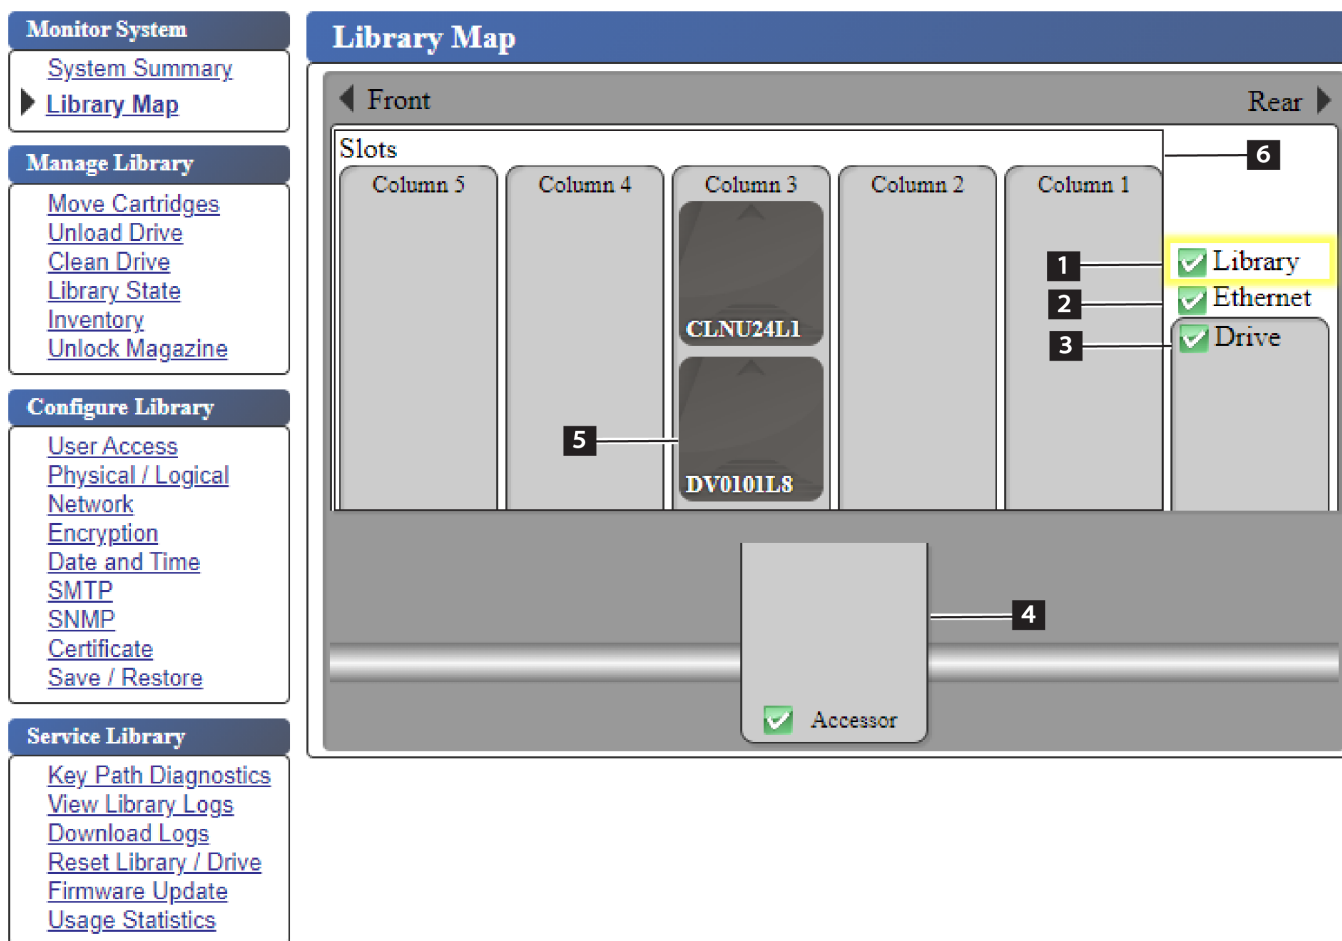 Monitor System
System Summary
Library Map
Manage Library
Move Cartridges
Unload Drive
Clean Drive
Library State
Inventory
Unlock Magazine
Configure Library
User Access
Physical / Logical
Network
Encryption
Date and Time
SMTP
SNMP
Certificate
Save / Restore
Service Library
Key Path Diagnostics
View Library Logs
Download Logs
Reset Library / Drive
Firmware Update
Usage Statistics
Library Map
Front
Rear
Slots
6
Column 5
Column 4
Column 3
Column 2
Column 1
1
Library
2
Ethernet
3
Drive
CLNU24L1
5
DV0101L8
4
Accessor